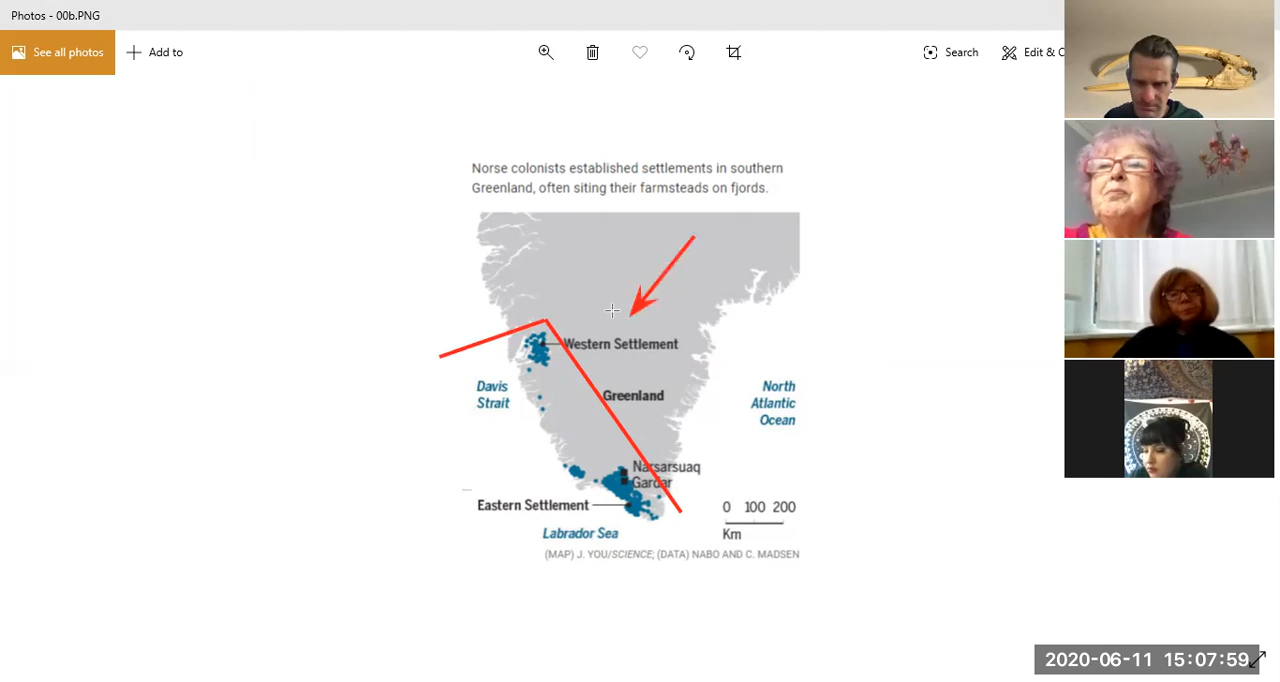 Photos - 00b.PNG
See all photos
Add to
Search
Edit & C
Norse colonists established settlements in southern
Greenland, often siting their farmsteads on fjords.
Western Settlement
Davis
Strait
Greenland
North
Atlantic
Ocean
Narsarsuaq
Gardar
Eastern Settlement
0 100 200
Km
Labrador Sea
(MAP) J. YOU/SCIENCE; (DATA) NABO AND C. MADSEN
2020-06-11 15:07:59